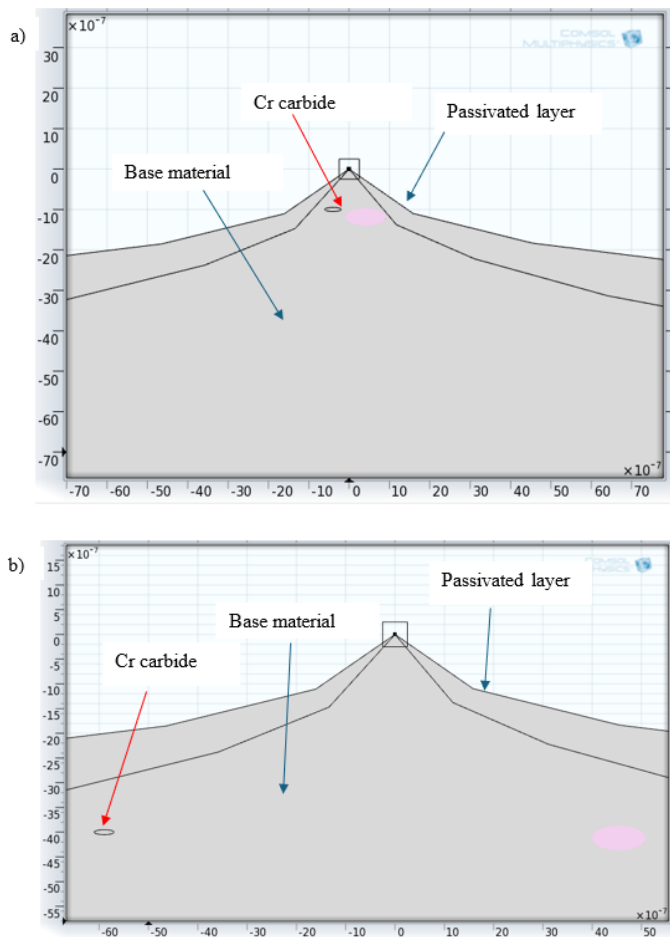 a)
×10⁻⁷
COMSOL
MULTIPHYSICS
30
20
10
0
-10
-20
-30
-40
-50
-60
-70
Cr carbide
Passivated layer
Base material
×10⁻⁷
-70 -60 -50 -40 -30 -20 -10 0 10 20 30 40 50 60 70
b)
×10⁻⁷
15
10
5
0
-5
-10
-15
-20
-25
-30
-35
-40
-45
-50
-55
Passivated layer
Base material
Cr carbide
×10⁻⁷
-60 -50 -40 -30 -20 -10 0 10 20 30 40 50